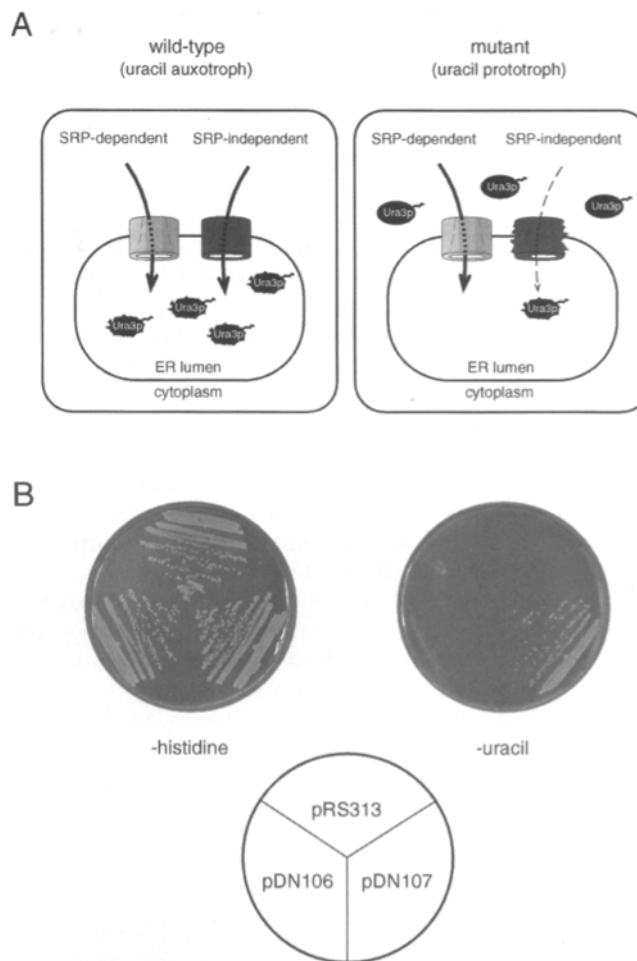 A
wild-type
(uracil auxotroph)
mutant
(uracil prototroph)
SRP-dependent
SRP-independent
Ura3p
Ura3p
Ura3p
Ura3p
ER lumen
cytoplasm
SRP-dependent
SRP-independent
Ura3p
Ura3p
Ura3p
Ura3p
ER lumen
cytoplasm
B
-histidine
-uracil
pRS313
pDN106
pDN107